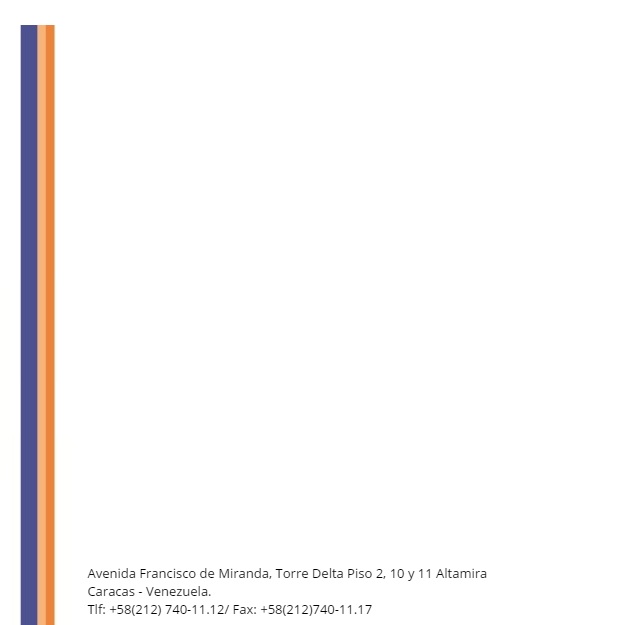 Avenida Francisco de Miranda, Torre Delta Piso 2, 10 y 11 Altamira
Caracas - Venezuela.
Tlf: +58(212) 740-11.12/ Fax: +58(212)740-11.17